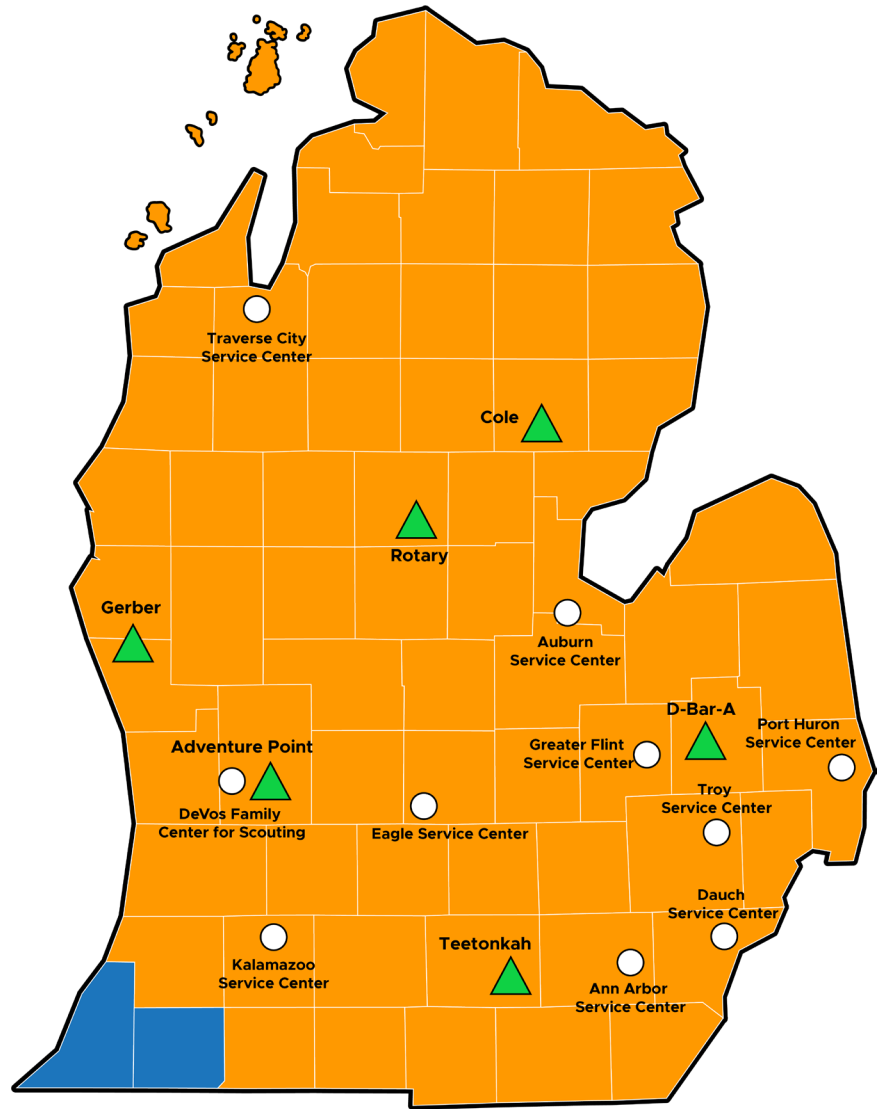 Traverse City
Service Center
Cole
Rotary
Gerber
Auburn
Service Center
D-Bar-A
Port Huron
Service Center
Adventure Point
Greater Flint
Service Center
Troy
Service Center
DeVos Family
Center for Scouting
Eagle Service Center
Dauch
Service Center
Teetonkah
Kalamazoo
Service Center
Ann Arbor
Service Center